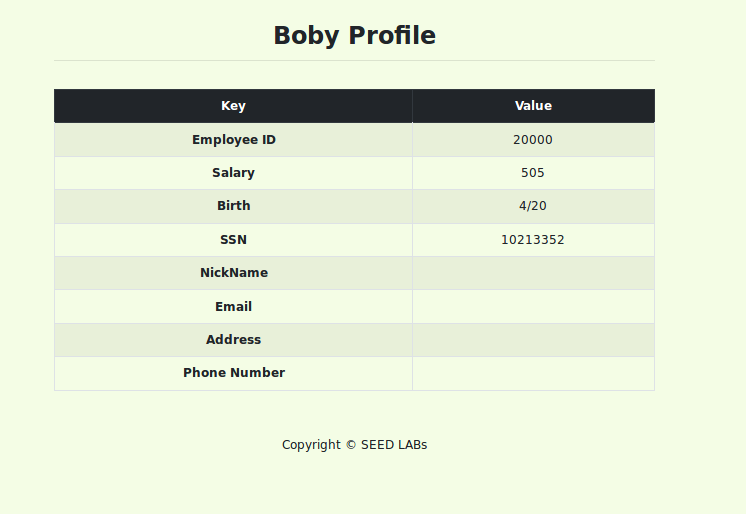 Boby Profile
Key Value
Employee ID 20000
Salary 505
Birth 4/20
SSN 10213352
NickName
Email
Address
Phone Number
Copyright © SEED LABs